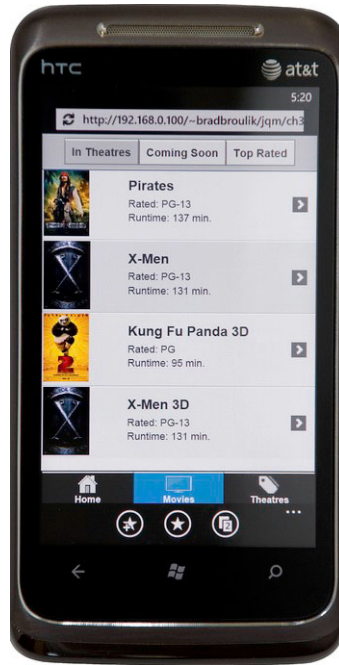 hTC
at&t
5:20
http://192.168.0.100/~bradbroulik/jqm/ch3
In Theatres Coming Soon Top Rated
Pirates
Rated: PG-13
Runtime: 137 min.
X-Men
Rated: PG-13
Runtime: 131 min.
Kung Fu Panda 3D
Rated: PG
Runtime: 95 min.
2
X-Men 3D
Rated: PG-13
Runtime: 131 min.
Home Movies Theatres
2